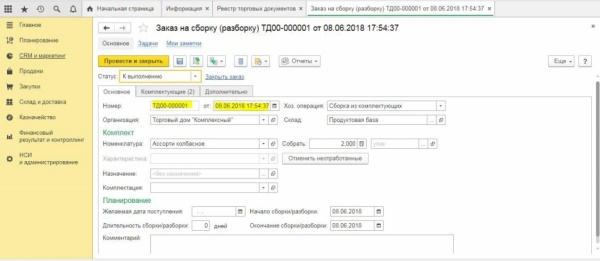 Начальная страница × Информация × Реестр торговых документов × Заказ на сборку (разборку) ТД00-000001 от 08.06.2018 17:54:37 ×
Главное
Планирование
CRM и маркетинг
Продажи
Закупки
Склад и доставка
Казначейство
Финансовый
результат и контроллинг
НСИ
и администрирование
Заказ на сборку (разборку) ТД00-000001 от 08.06.2018 17:54:37
Основное Задачи Мои заметки
Провести и закрыть Отчеты Еще ?
Статус: К выполнению Закрыть заказ
Основное Комплектующие (2) Дополнительно
Номер: ТД00-000001 от: 08.06.2018 17:54:37 Хоз. операция: Сборка из комплектующих
Организация: Торговый дом "Комплексный" Склад: Продуктовая база
Комплект
Номенклатура: Ассорти колбасное Собрать: 2,000
Характеристика: Отменить неотработанные
Назначение: <Без назначения>
Комплектация:
Планирование
Желаемая дата поступления: . . Начало сборки/разборки: 08.06.2018
Длительность сборки/разборки: 0 дней Окончание сборки/разборки: 08.06.2018
Комментарий: